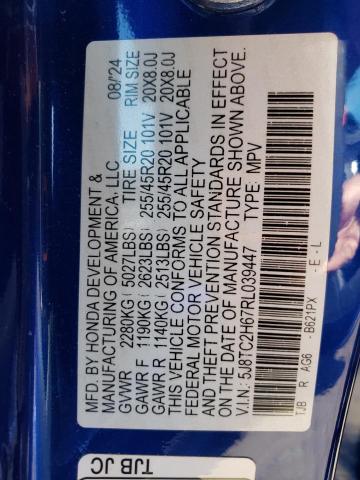 MFD. BY HONDA DEVELOPMENT & 08/24
MANUFACTURING OF AMERICA, LLC
TIRE SIZE RIM SIZE
GVWR 2280KG( 5027LBS) 255/45R20 101V 20X8.0J
GAWR F 1190KG( 2623LBS) 255/45R20 101V 20X8.0J
GAWR R 1140KG( 2513LBS)
THIS VEHICLE CONFORMS TO ALL APPLICABLE
FEDERAL MOTOR VEHICLE SAFETY
AND THEFT PREVENTION STANDARDS IN EFFECT
ON THE DATE OF MANUFACTURE SHOWN ABOVE.
V.I.N.: 5J8TC2H67RL039447 TYPE: MPV
TJB R AG6 - B621PX - E - L
TJB JC